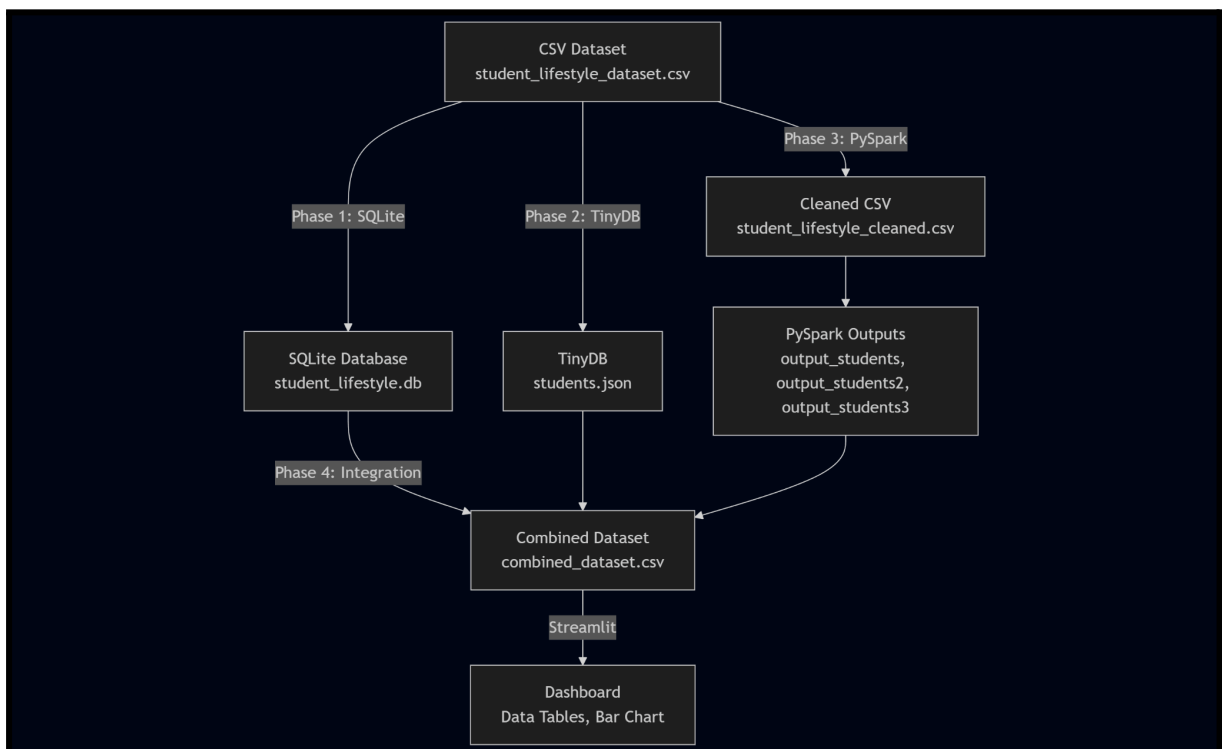 CSV Dataset
student_lifestyle_dataset.csv
Phase 3: PySpark
Cleaned CSV
student_lifestyle_cleaned.csv
Phase 1: SQLite
Phase 2: TinyDB
SQLite Database
student_lifestyle.db
TinyDB
students.json
PySpark Outputs
output_students,
output_students2,
output_students3
Phase 4: Integration
Combined Dataset
combined_dataset.csv
Streamlit
Dashboard
Data Tables, Bar Chart